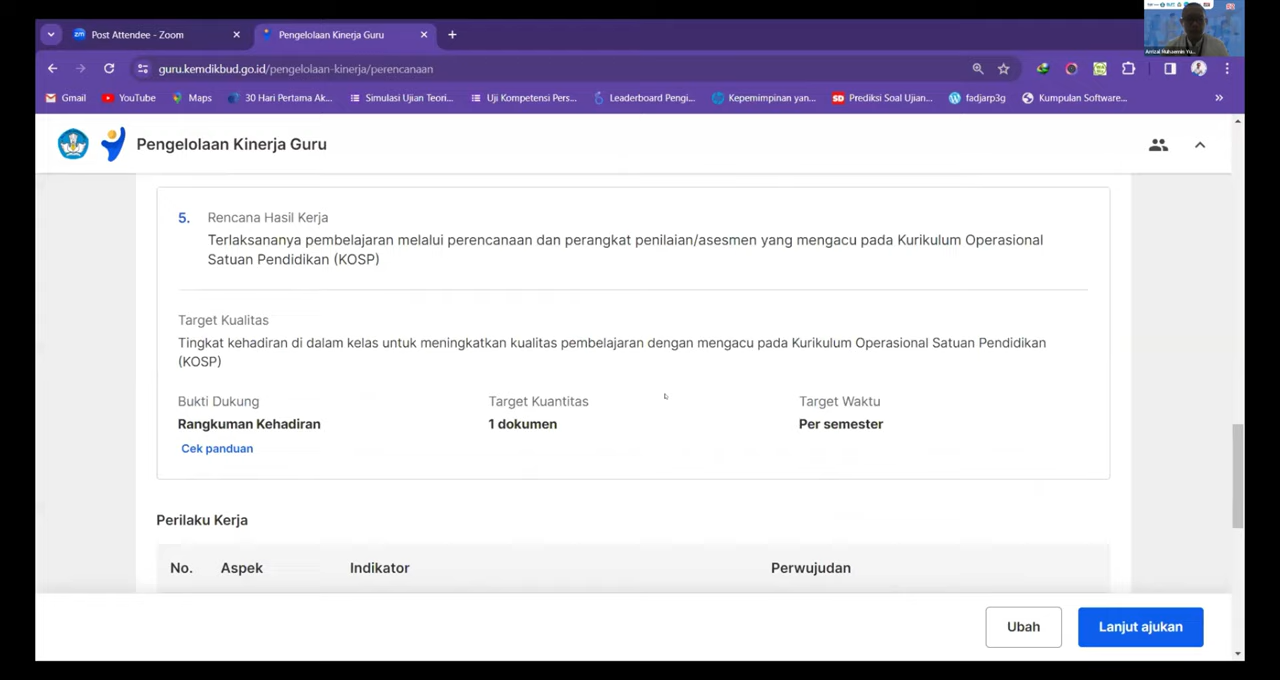 Post Attendee - Zoom
Pengelolaan Kinerja Guru
guru.kemdikbud.go.id/pengelolaan-kinerja/perencanaan
Gmail
YouTube
Maps
30 Hari Pertama Ak...
Simulasi Ujian Teori...
Uji Kompetensi Pers...
Leaderboard Pengi...
Kepemimpinan yan...
SD
Prediksi Soal Ujian...
fadjarp3g
Kumpulan Software...
Pengelolaan Kinerja Guru
5. Rencana Hasil Kerja
Terlaksananya pembelajaran melalui perencanaan dan perangkat penilaian/asesmen yang mengacu pada Kurikulum Operasional
Satuan Pendidikan (KOSP)
Target Kualitas
Tingkat kehadiran di dalam kelas untuk meningkatkan kualitas pembelajaran dengan mengacu pada Kurikulum Operasional Satuan Pendidikan
(KOSP)
Bukti Dukung Target Kuantitas Target Waktu
Rangkuman Kehadiran 1 dokumen Per semester
Cek panduan
Perilaku Kerja
No. Aspek Indikator Perwujudan
Ubah
Lanjut ajukan